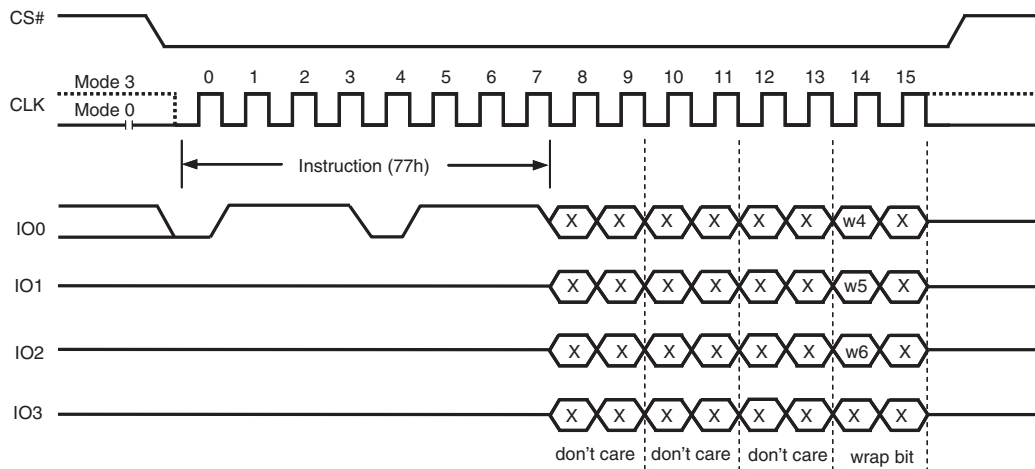 CS#
Mode 3
0 1 2 3 4 5 6 7 8 9 10 11 12 13 14 15
CLK
Mode 0
Instruction (77h)
IO0 X X X X X X w4 X
IO1 X X X X X X w5 X
IO2 X X X X X X w6 X
IO3 X X X X X X X X
don't care don't care don't care wrap bit